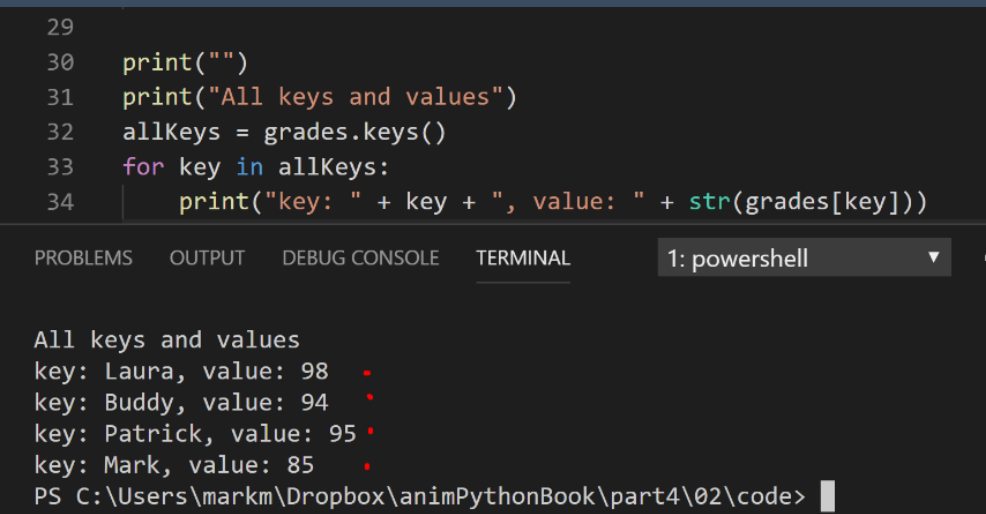 29
30 print("")
31 print("All keys and values")
32 allKeys = grades.keys()
33 for key in allKeys:
34 print("key: " + key + ", value: " + str(grades[key]))
PROBLEMS OUTPUT DEBUG CONSOLE TERMINAL 1: powershell
All keys and values
key: Laura, value: 98
key: Buddy, value: 94
key: Patrick, value: 95
key: Mark, value: 85
PS C:\Users\markm\Dropbox\animPythonBook\part4\02\code>